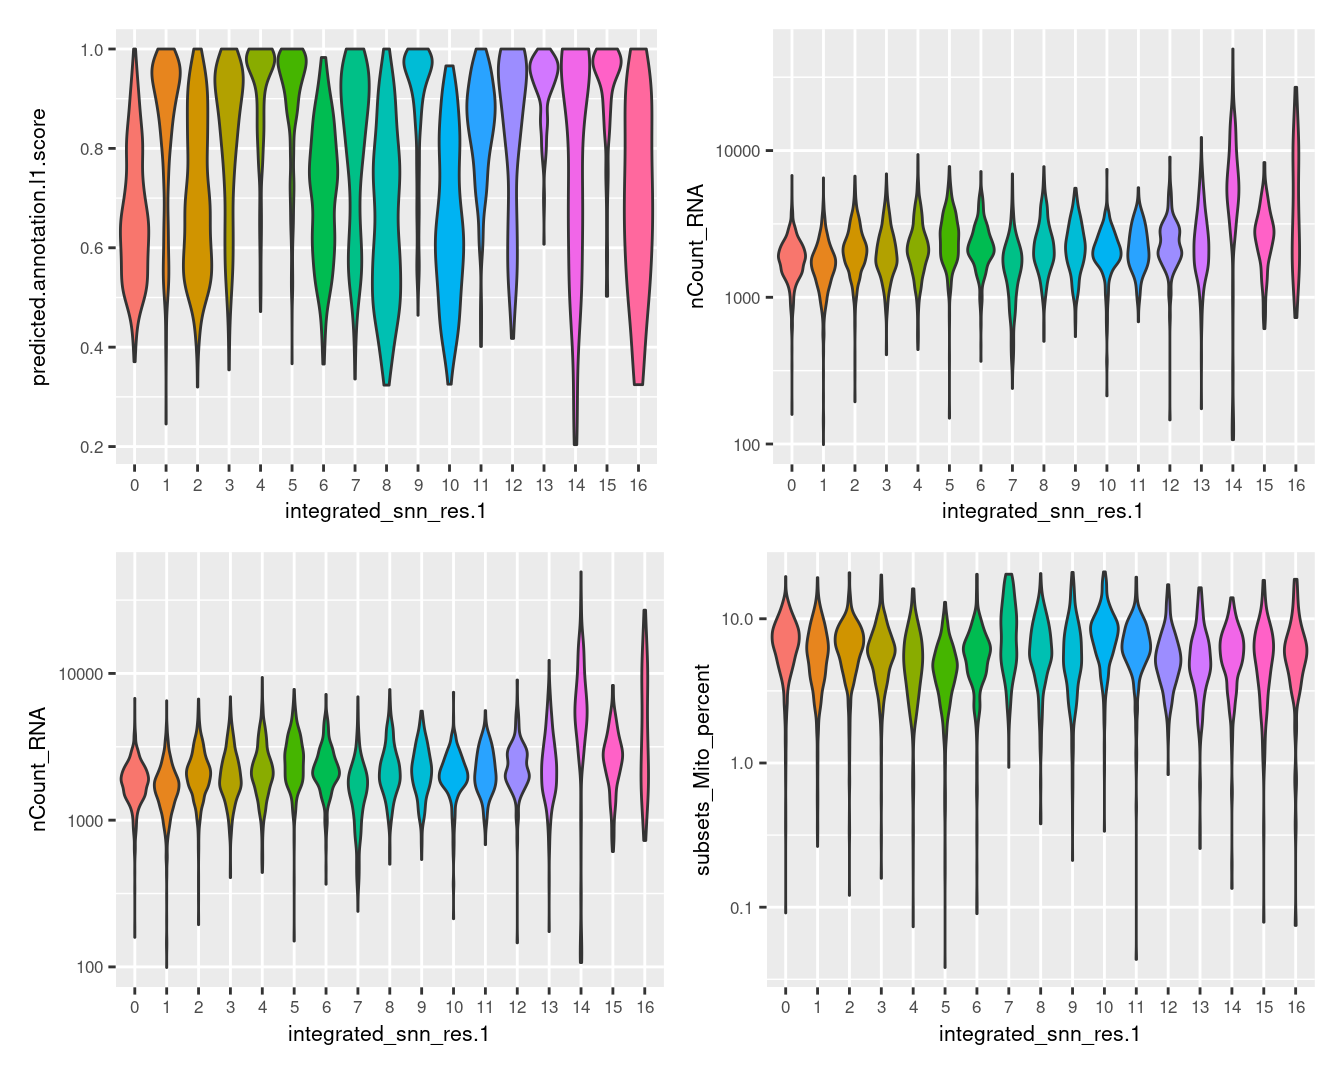 predicted.annotation.l1.score
1.0
0.8
0.6
0.4
0.2
0 1 2 3 4 5 6 7 8 9 10 11 12 13 14 15 16
integrated_snn_res.1
nCount_RNA
10000
1000
100
0 1 2 3 4 5 6 7 8 9 10 11 12 13 14 15 16
integrated_snn_res.1
nCount_RNA
10000
1000
100
0 1 2 3 4 5 6 7 8 9 10 11 12 13 14 15 16
integrated_snn_res.1
subsets_Mito_percent
10.0
1.0
0.1
0 1 2 3 4 5 6 7 8 9 10 11 12 13 14 15 16
integrated_snn_res.1